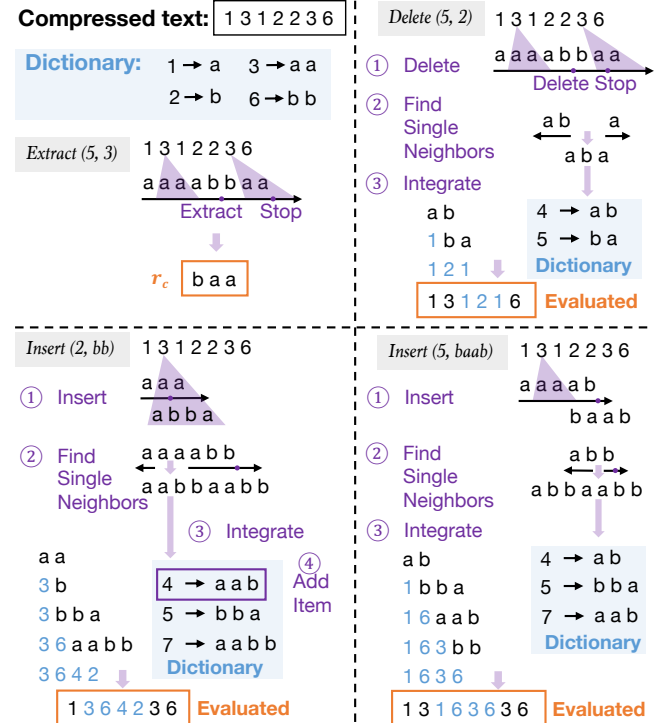 Compressed text: 1 3 1 2 2 3 6
Dictionary: 1 → a 3 → a a
2 → b 6 → b b
Extract (5, 3)
1 3 1 2 2 3 6
a a a a b b a a
Extract Stop
r_c b a a
Delete (5, 2)
1 3 1 2 2 3 6
① Delete
a a a a b b a a
Delete Stop
② Find
Single
Neighbors
a b a
a b a
③ Integrate
a b
1 b a
1 2 1
4 → a b
5 → b a
Dictionary
1 3 1 2 1 6 Evaluated
Insert (2, bb)
1 3 1 2 2 3 6
① Insert
a a a
a b b a
② Find
Single
Neighbors
a a a a b b
a a b b a a b b
③ Integrate
④
Add
Item
a a
3 b
3 b b a
3 6 a a b b
3 6 4 2
4 → a a b
5 → b b a
7 → a a b b
Dictionary
1 3 6 4 2 3 6 Evaluated
Insert (5, baab)
1 3 1 2 2 3 6
① Insert
a a a a b
b a a b
② Find
Single
Neighbors
a b b
a b b a a b b
③ Integrate
a b
1 b b a
1 6 a a b
1 6 3 b b
1 6 3 6
4 → a b
5 → b b a
7 → a a b
Dictionary
1 3 1 6 3 6 3 6 Evaluated